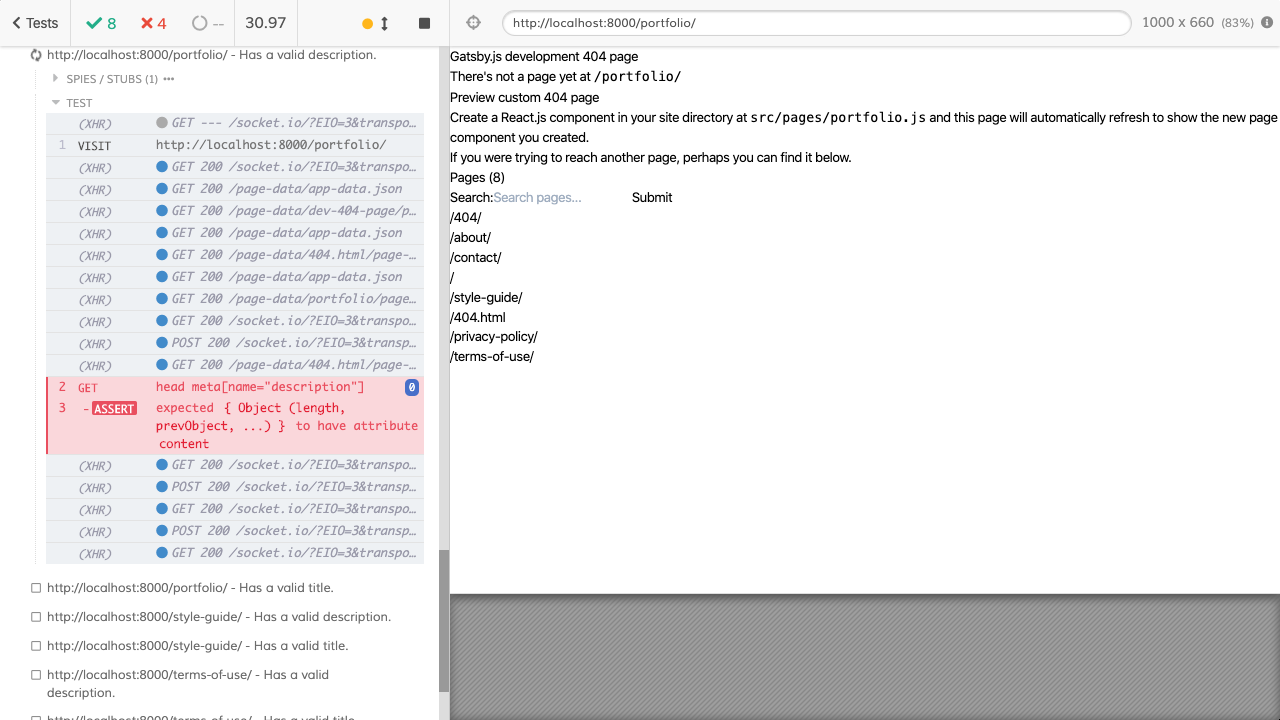 Tests
8
4
--
30.97
http://localhost:8000/portfolio/
1000 x 660 (83%)
http://localhost:8000/portfolio/ - Has a valid description.
SPIES / STUBS (1) •••
TEST
(XHR) GET --- /socket.io/?EIO=3&transpo…
1 VISIT http://localhost:8000/portfolio/
(XHR) GET 200 /socket.io/?EIO=3&transpo…
(XHR) GET 200 /page-data/app-data.json
(XHR) GET 200 /page-data/dev-404-page/p…
(XHR) GET 200 /page-data/app-data.json
(XHR) GET 200 /page-data/404.html/page-…
(XHR) GET 200 /page-data/app-data.json
(XHR) GET 200 /page-data/portfolio/page…
(XHR) GET 200 /socket.io/?EIO=3&transpo…
(XHR) POST 200 /socket.io/?EIO=3&transp…
(XHR) GET 200 /page-data/404.html/page-…
2 GET head meta[name="description"] 0
3 - ASSERT expected { Object (length,
prevObject, ...) } to have attribute
content
(XHR) GET 200 /socket.io/?EIO=3&transpo…
(XHR) POST 200 /socket.io/?EIO=3&transp…
(XHR) GET 200 /socket.io/?EIO=3&transpo…
(XHR) POST 200 /socket.io/?EIO=3&transp…
(XHR) GET 200 /socket.io/?EIO=3&transpo…
http://localhost:8000/portfolio/ - Has a valid title.
http://localhost:8000/style-guide/ - Has a valid description.
http://localhost:8000/style-guide/ - Has a valid title.
http://localhost:8000/terms-of-use/ - Has a valid
description.
http://localhost:8000/terms-of-use/ - Has a valid title.
Gatsby.js development 404 page
There's not a page yet at /portfolio/
Preview custom 404 page
Create a React.js component in your site directory at src/pages/portfolio.js and this page will automatically refresh to show the new page
component you created.
If you were trying to reach another page, perhaps you can find it below.
Pages (8)
Search: Search pages... Submit
/404/
/about/
/contact/
/
/style-guide/
/404.html
/privacy-policy/
/terms-of-use/